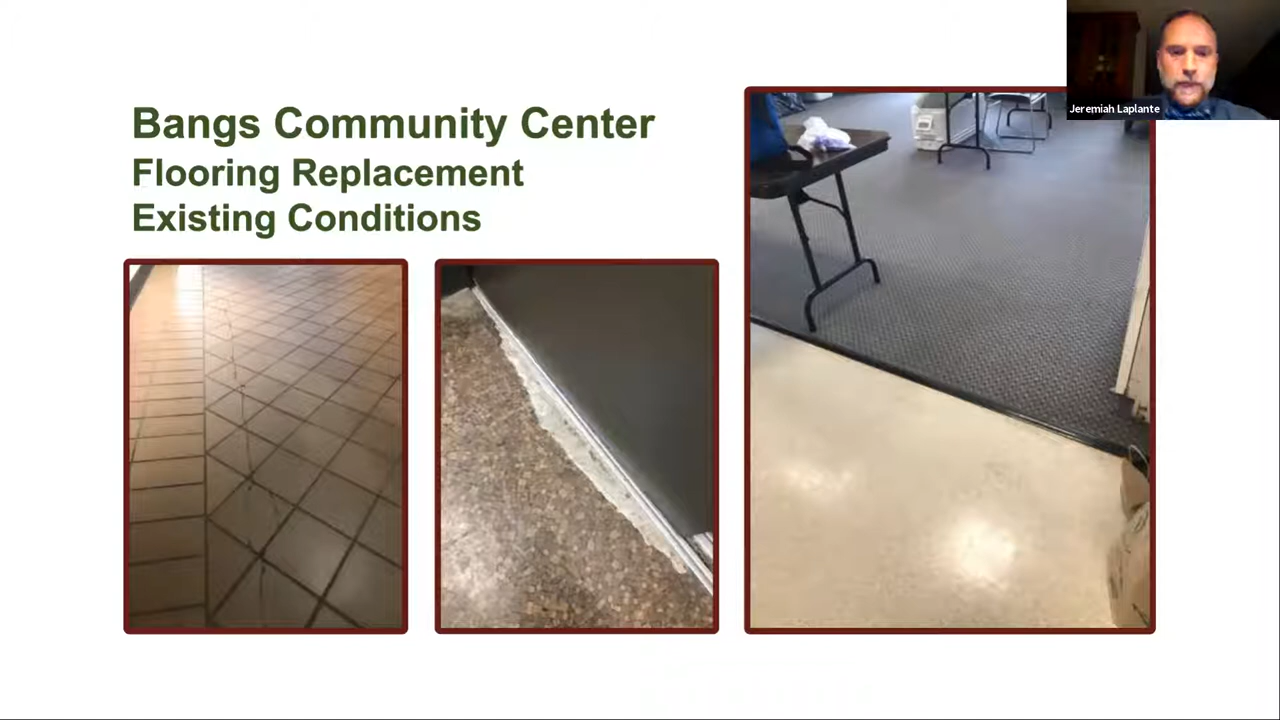 Bangs Community Center
Flooring Replacement
Existing Conditions
Jeremiah Laplante